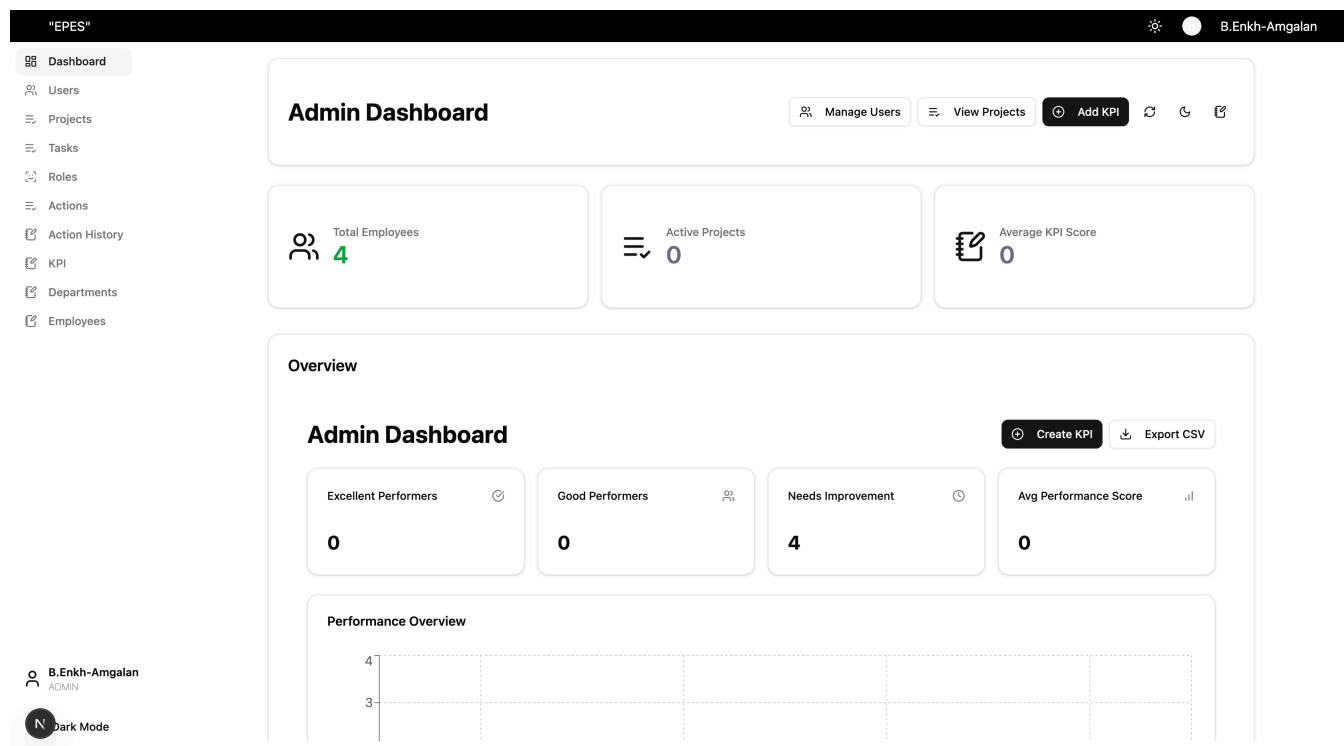 "EPES"
B.Enkh-Amgalan
Dashboard
Users
Projects
Tasks
Roles
Actions
Action History
KPI
Departments
Employees
B.Enkh-Amgalan
ADMIN
N
Dark Mode
Admin Dashboard
Manage Users
View Projects
Add KPI
Total Employees
4
Active Projects
0
Average KPI Score
0
Overview
Admin Dashboard
Create KPI
Export CSV
Excellent Performers
0
Good Performers
0
Needs Improvement
4
Avg Performance Score
0
Performance Overview
4
3